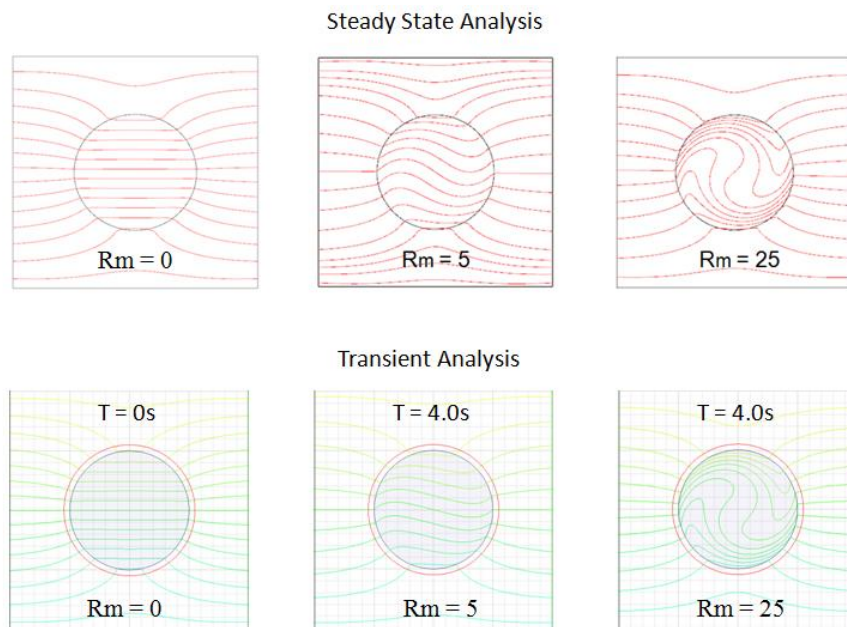 Steady State Analysis
Rm = 0
Rm = 5
Rm = 25
Transient Analysis
T = 0s
T = 4.0s
T = 4.0s
Rm = 0
Rm = 5
Rm = 25